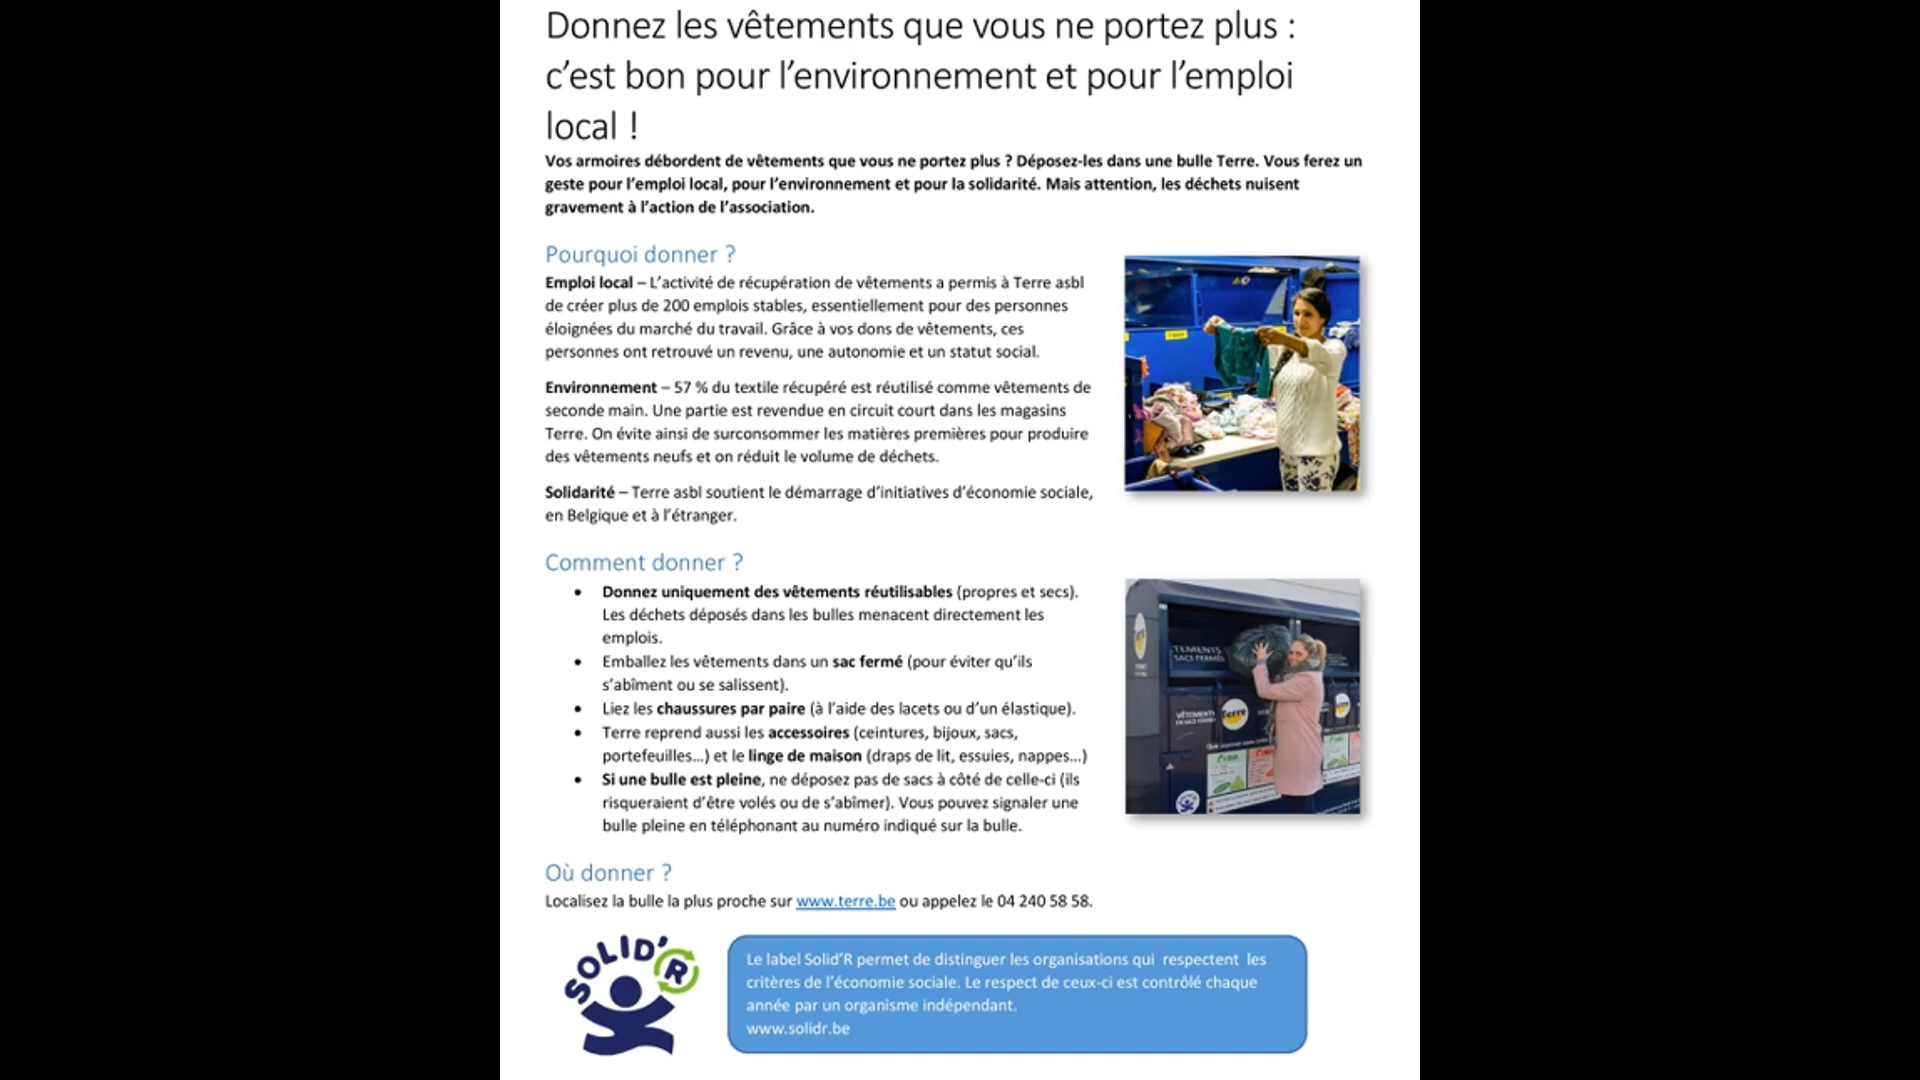 Donnez les vêtements que vous ne portez plus :
c’est bon pour l’environnement et pour l’emploi
local !
Vos armoires débordent de vêtements que vous ne portez plus ? Déposez-les dans une bulle Terre. Vous ferez un
geste pour l’emploi local, pour l’environnement et pour la solidarité. Mais attention, les déchets nuisent
gravement à l’action de l’association.
Pourquoi donner ?
Emploi local – L’activité de récupération de vêtements a permis à Terre asbl
de créer plus de 200 emplois stables, essentiellement pour des personnes
éloignées du marché du travail. Grâce à vos dons de vêtements, ces
personnes ont retrouvé un revenu, une autonomie et un statut social.
Environnement – 57 % du textile récupéré est réutilisé comme vêtements de
seconde main. Une partie est revendue en circuit court dans les magasins
Terre. On évite ainsi de surconsommer les matières premières pour produire
des vêtements neufs et on réduit le volume de déchets.
Solidarité – Terre asbl soutient le démarrage d’initiatives d’économie sociale,
en Belgique et à l’étranger.
Comment donner ?
• Donnez uniquement des vêtements réutilisables (propres et secs).
Les déchets déposés dans les bulles menacent directement les
emplois.
• Emballez les vêtements dans un sac fermé (pour éviter qu’ils
s’abîment ou se salissent).
• Liez les chaussures par paire (à l’aide des lacets ou d’un élastique).
• Terre reprend aussi les accessoires (ceintures, bijoux, sacs,
portefeuilles…) et le linge de maison (draps de lit, essuies, nappes…)
• Si une bulle est pleine, ne déposez pas de sacs à côté de celle-ci (ils
risqueraient d’être volés ou de s’abîmer). Vous pouvez signaler une
bulle pleine en téléphonant au numéro indiqué sur la bulle.
TEMENTS
SACS FERMÉS
VÊTEMENTS
EN SACS FERMÉS
Terre
Où donner ?
Localisez la bulle la plus proche sur www.terre.be ou appelez le 04 240 58 58.
SOLID’R
Le label Solid’R permet de distinguer les organisations qui respectent les
critères de l’économie sociale. Le respect de ceux-ci est contrôlé chaque
année par un organisme indépendant.
www.solidr.be